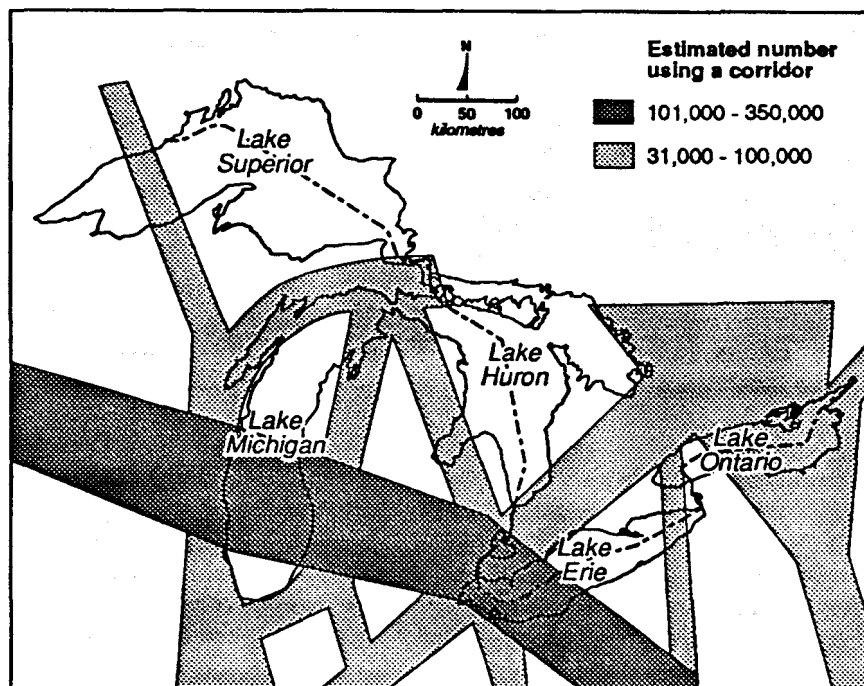 N
0 50 100
kilometres
Estimated number
using a corridor
101,000 - 350,000
31,000 - 100,000
Lake
Superior
Lake
Huron
Lake
Michigan
Lake
Ontario
Lake
Erie